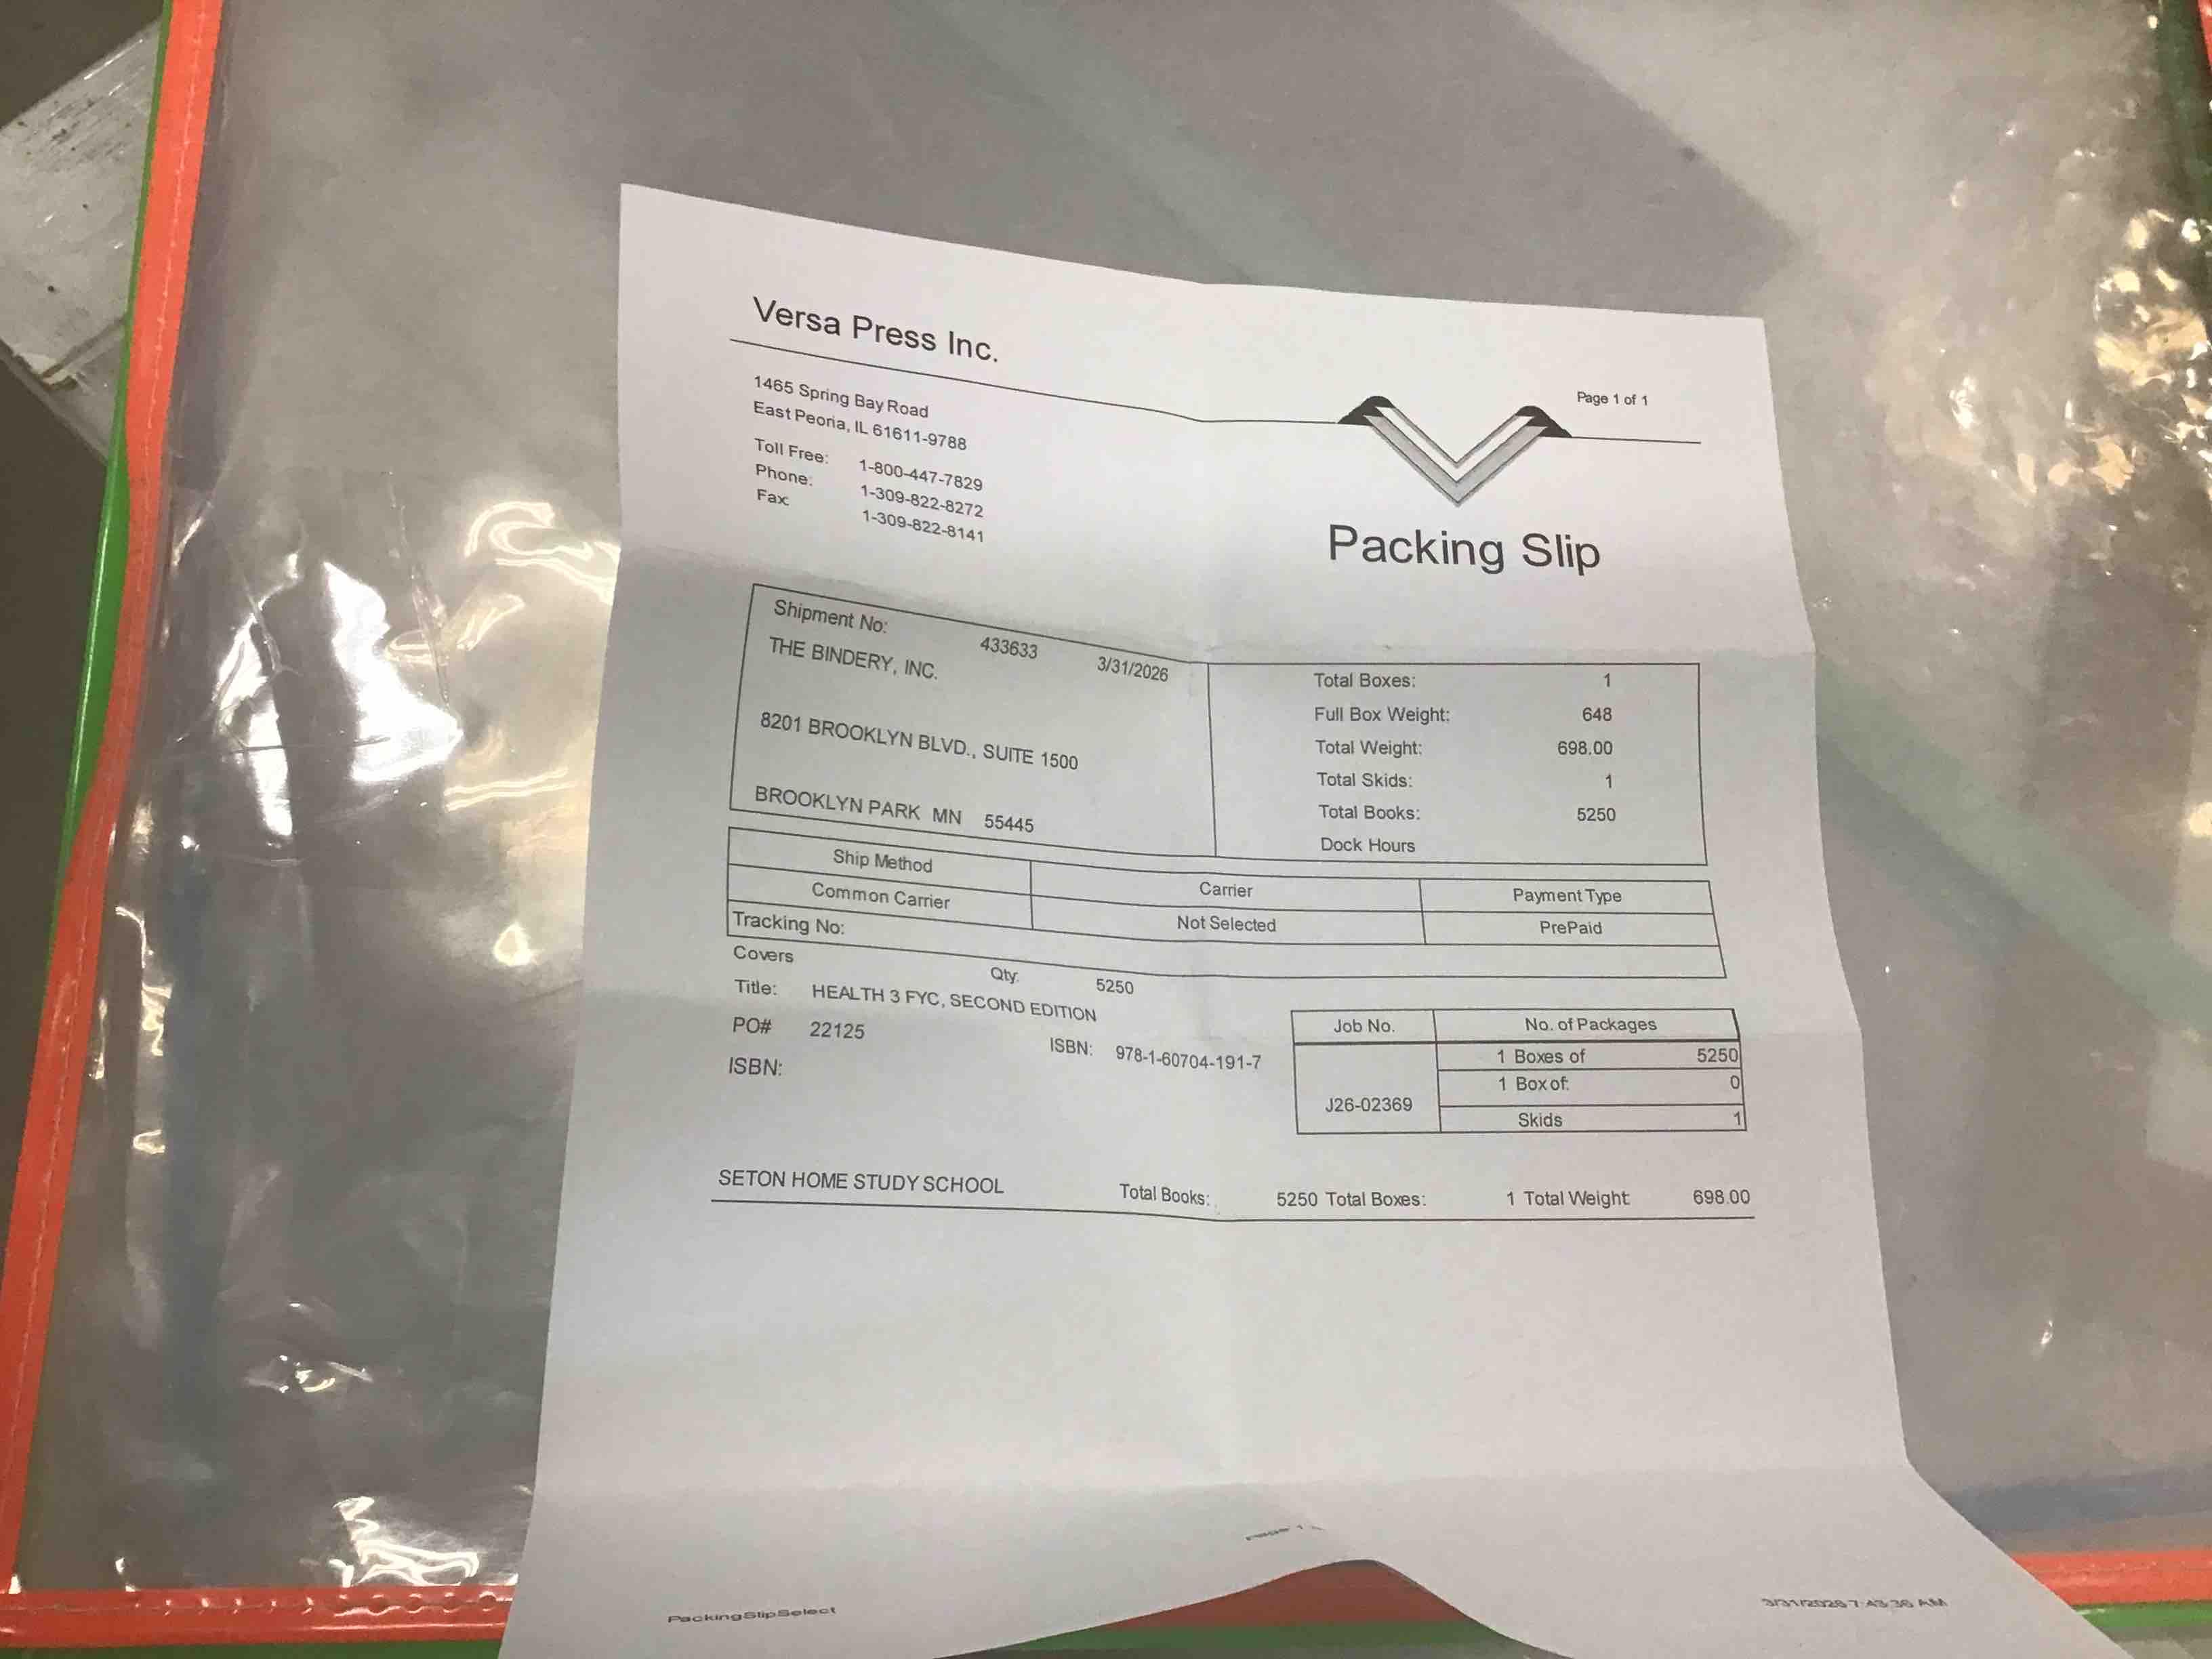 Versa Press Inc.
Page 1 of 1
1465 Spring Bay Road
East Peoria, IL 61611-9788
Toll Free: 1-800-447-7829
Phone: 1-309-822-8272
Fax: 1-309-822-8141
Packing Slip
Shipment No: 433633 3/31/2026
THE BINDERY, INC.
8201 BROOKLYN BLVD., SUITE 1500
BROOKLYN PARK MN 55445
Total Boxes: 1
Full Box Weight: 648
Total Weight: 698.00
Total Skids: 1
Total Books: 5250
Dock Hours
Ship Method Carrier Payment Type
Common Carrier Not Selected PrePaid
Tracking No:
Covers Qty: 5250
Title: HEALTH 3 FYC, SECOND EDITION
PO# 22125 ISBN: 978-1-60704-191-7
ISBN:
Job No. No. of Packages
1 Boxes of 5250
1 Box of: 0
J26-02369
Skids 1
SETON HOME STUDY SCHOOL Total Books: 5250 Total Boxes: 1 Total Weight: 698.00
PackingSlipSelect 3/31/2026 7:43:36 AM